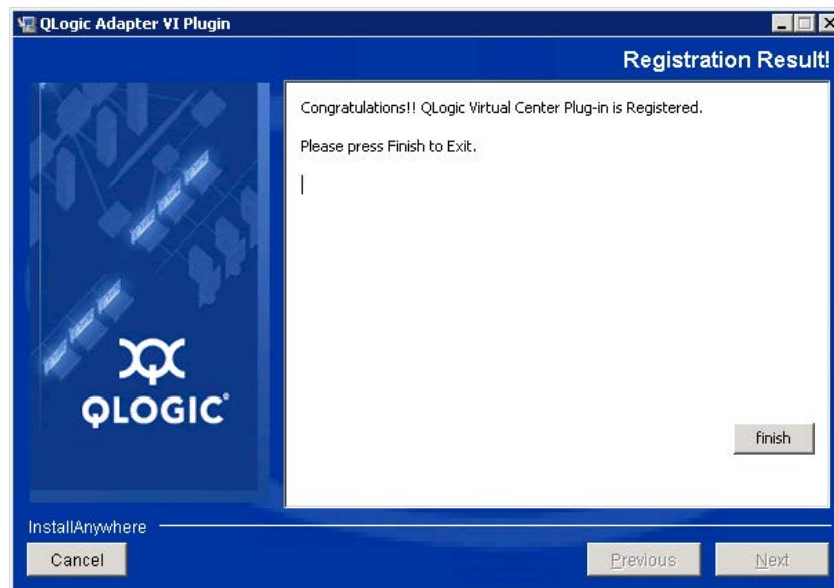 QLogic Adapter VI Plugin
Registration Result!
Congratulations!! QLogic Virtual Center Plug-in is Registered.
Please press Finish to Exit.
QLOGIC®
finish
InstallAnywhere
Cancel
Previous
Next